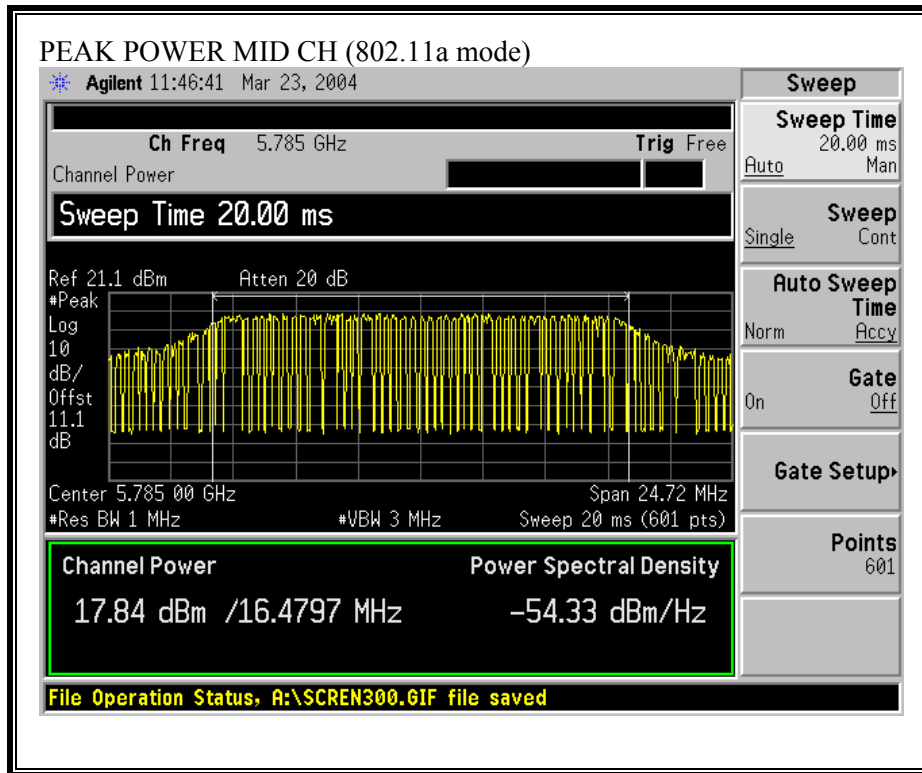 PEAK POWER MID CH (802.11a mode)
Agilent 11:46:41 Mar 23, 2004
Sweep
Ch Freq 5.785 GHz Trig Free
Channel Power
Sweep Time 20.00 ms
Ref 21.1 dBm Atten 20 dB
#Peak
Log
10
dB/
Offst
11.1
dB
Center 5.785 00 GHz Span 24.72 MHz
#Res BW 1 MHz #VBW 3 MHz Sweep 20 ms (601 pts)
Channel Power Power Spectral Density
17.84 dBm /16.4797 MHz -54.33 dBm/Hz
File Operation Status, A:\SCREN300.GIF file saved
Sweep Time
20.00 ms
Auto Man
Sweep
Single Cont
Auto Sweep
Time
Norm Accy
Gate
On Off
Gate Setup
Points
601